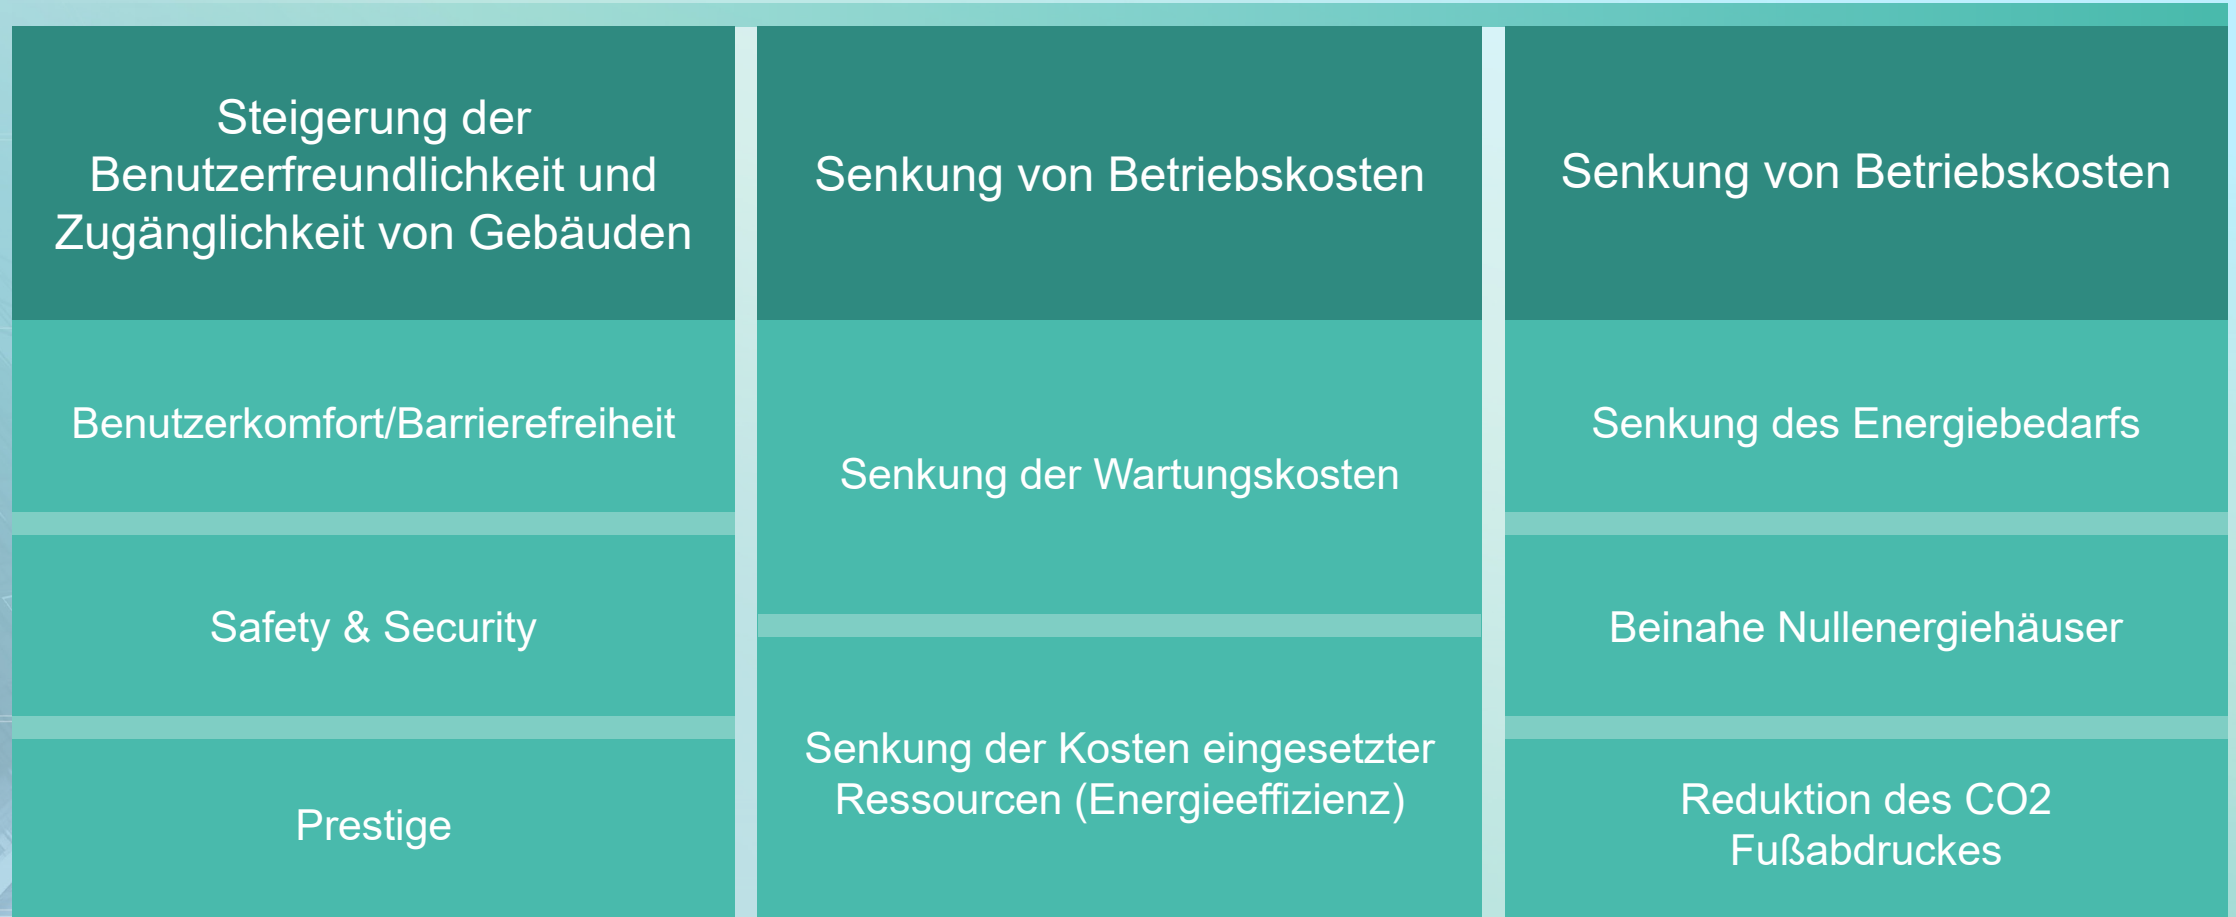 Steigerung der
Benutzerfreundlichkeit und
Zugänglichkeit von Gebäuden
Benutzerkomfort/Barrierefreiheit
Safety & Security
Prestige
Senkung von Betriebskosten
Senkung der Wartungskosten
Senkung der Kosten eingesetzter
Ressourcen (Energieeffizienz)
Senkung von Betriebskosten
Senkung des Energiebedarfs
Beinahe Nullenergiehäuser
Reduktion des CO2
Fußabdruckes